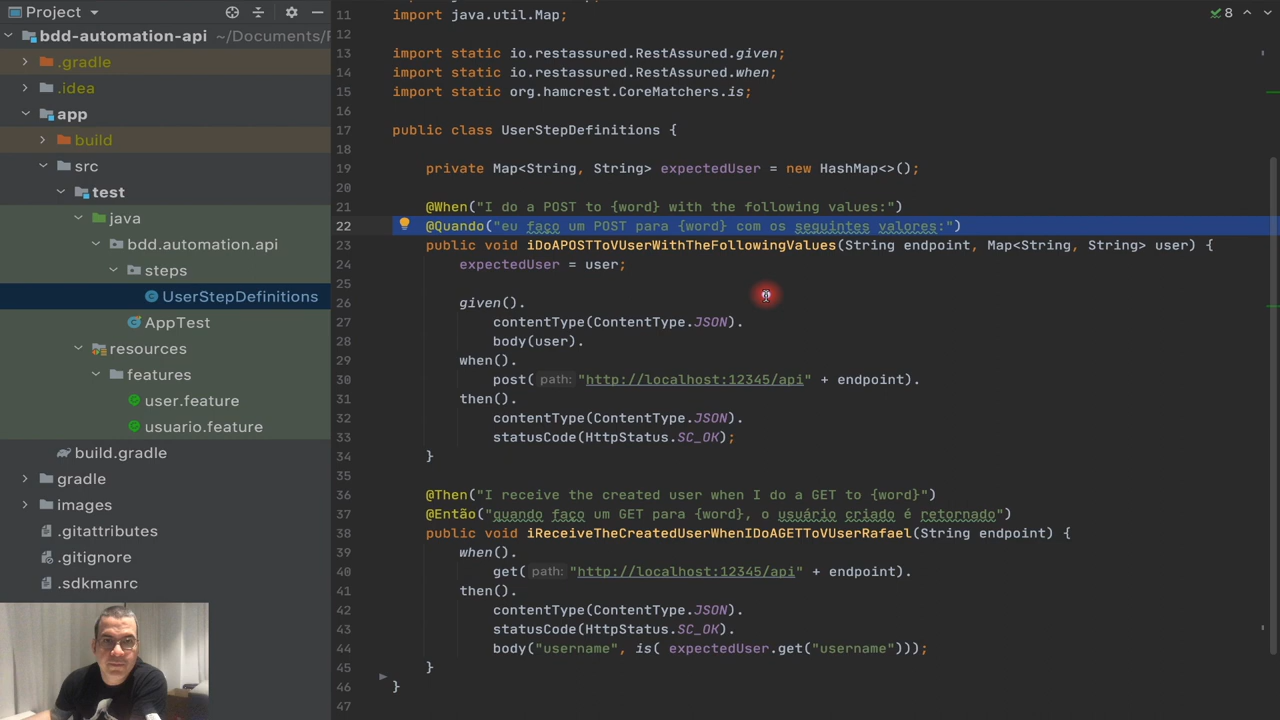 Project
bdd-automation-api ~/Documents/
.gradle
.idea
app
build
src
test
java
bdd.automation.api
steps
UserStepDefinitions
AppTest
resources
features
user.feature
usuario.feature
build.gradle
gradle
images
.gitattributes
.gitignore
.sdkmanrc
8
11 import java.util.Map;
12
13 import static io.restassured.RestAssured.given;
14 import static io.restassured.RestAssured.when;
15 import static org.hamcrest.CoreMatchers.is;
16
17 public class UserStepDefinitions {
18
19 private Map<String, String> expectedUser = new HashMap<>();
20
21 @When("I do a POST to {word} with the following values:")
22 @Quando("eu faço um POST para {word} com os seguintes valores:")
23 public void iDoAPOSTToVUserWithTheFollowingValues(String endpoint, Map<String, String> user) {
24 expectedUser = user;
25
26 given().
27 contentType(ContentType.JSON).
28 body(user).
29 when().
30 post( path: "http://localhost:12345/api" + endpoint).
31 then().
32 contentType(ContentType.JSON).
33 statusCode(HttpStatus.SC_OK);
34 }
35
36 @Then("I receive the created user when I do a GET to {word}")
37 @Então("quando faço um GET para {word}, o usuário criado é retornado")
38 public void iReceiveTheCreatedUserWhenIDoAGETToVUserRafael(String endpoint) {
39 when().
40 get( path: "http://localhost:12345/api" + endpoint).
41 then().
42 contentType(ContentType.JSON).
43 statusCode(HttpStatus.SC_OK).
44 body("username", is( expectedUser.get("username")));
45 }
46 }
47